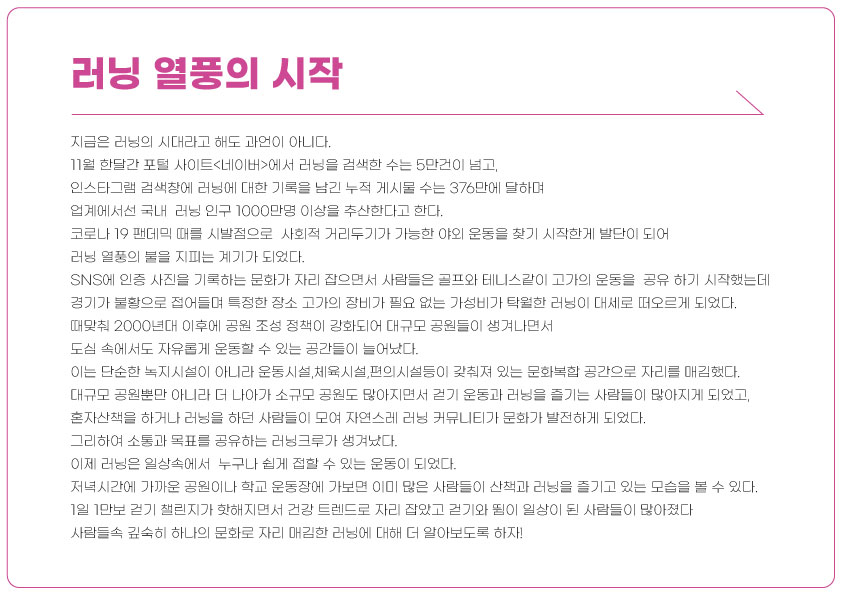 러닝 열풍의 시작
지금은 러닝의 시대라고 해도 과언이 아니다.
11월 한달간 포털 사이트<네이버>에서 러닝을 검색한 수는 5만건이 넘고,
인스타그램 검색창에 러닝에 대한 기록을 남긴 누적 게시물 수는 376만에 달하며
업계에서선 국내  러닝 인구 1000만명 이상을 추산한다고 한다.
코로나 19 팬데믹 때를 시발점으로  사회적 거리두기가 가능한 야외 운동을 찾기 시작한게 발단이 되어
러닝 열풍의 불을 지피는 계기가 되었다.
SNS에 인증 사진을 기록하는 문화가 자리 잡으면서 사람들은 골프와 테니스같이 고가의 운동을  공유 하기 시작했는데
경기가 불황으로 접어들며 특정한 장소 고가의 장비가 필요 없는 가성비가 탁월한 러닝이 대세로 떠오르게 되었다.
때맞춰 2000년대 이후에 공원 조성 정책이 강화되어 대규모 공원들이 생겨나면서
도심 속에서도 자유롭게 운동할 수 있는 공간들이 늘어났다.
이는 단순한 녹지시설이 아니라 운동시설,체육시설,편의시설등이 갖춰져 있는 문화복합 공간으로 자리를 매김했다.
대규모 공원뿐만 아니라 더 나아가 소규모 공원도 많아지면서 걷기 운동과 러닝을 즐기는 사람들이 많아지게 되었고,
혼자산책을 하거나 러닝을 하던 사람들이 모여 자연스레 러닝 커뮤니티가 문화가 발전하게 되었다.
그리하여 소통과 목표를 공유하는 러닝크루가 생겨났다.
이제 러닝은 일상속에서  누구나 쉽게 접할 수 있는 운동이 되었다.
저녁시간에 가까운 공원이나 학교 운동장에 가보면 이미 많은 사람들이 산책과 러닝을 즐기고 있는 모습을 볼 수 있다.
1일 1만보 걷기 챌린지가 핫해지면서 건강 트렌드로 자리 잡았고 걷기와 뜀이 일상이 된 사람들이 많아졌다
사람들속 깊숙히 하나의 문화로 자리 매김한 러닝에 대해 더 알아보도록 하자!